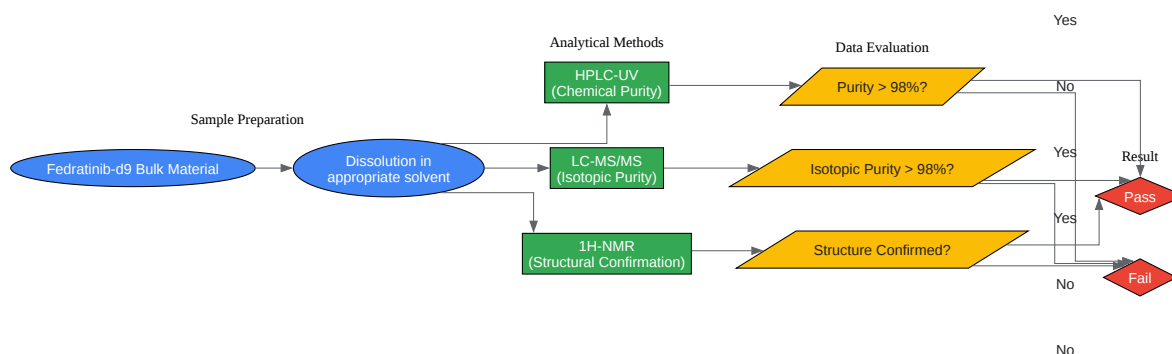 Yes
Analytical Methods
Data Evaluation
HPLC-UV
(Chemical Purity)
Purity > 98%?
No
Sample Preparation
Fedratinib-d9 Bulk Material
Dissolution in
appropriate solvent
LC-MS/MS
(Isotopic Purity)
Isotopic Purity > 98%?
Yes
Result
Pass
Yes
1H-NMR
(Structural Confirmation)
Structure Confirmed?
No
Fail
No